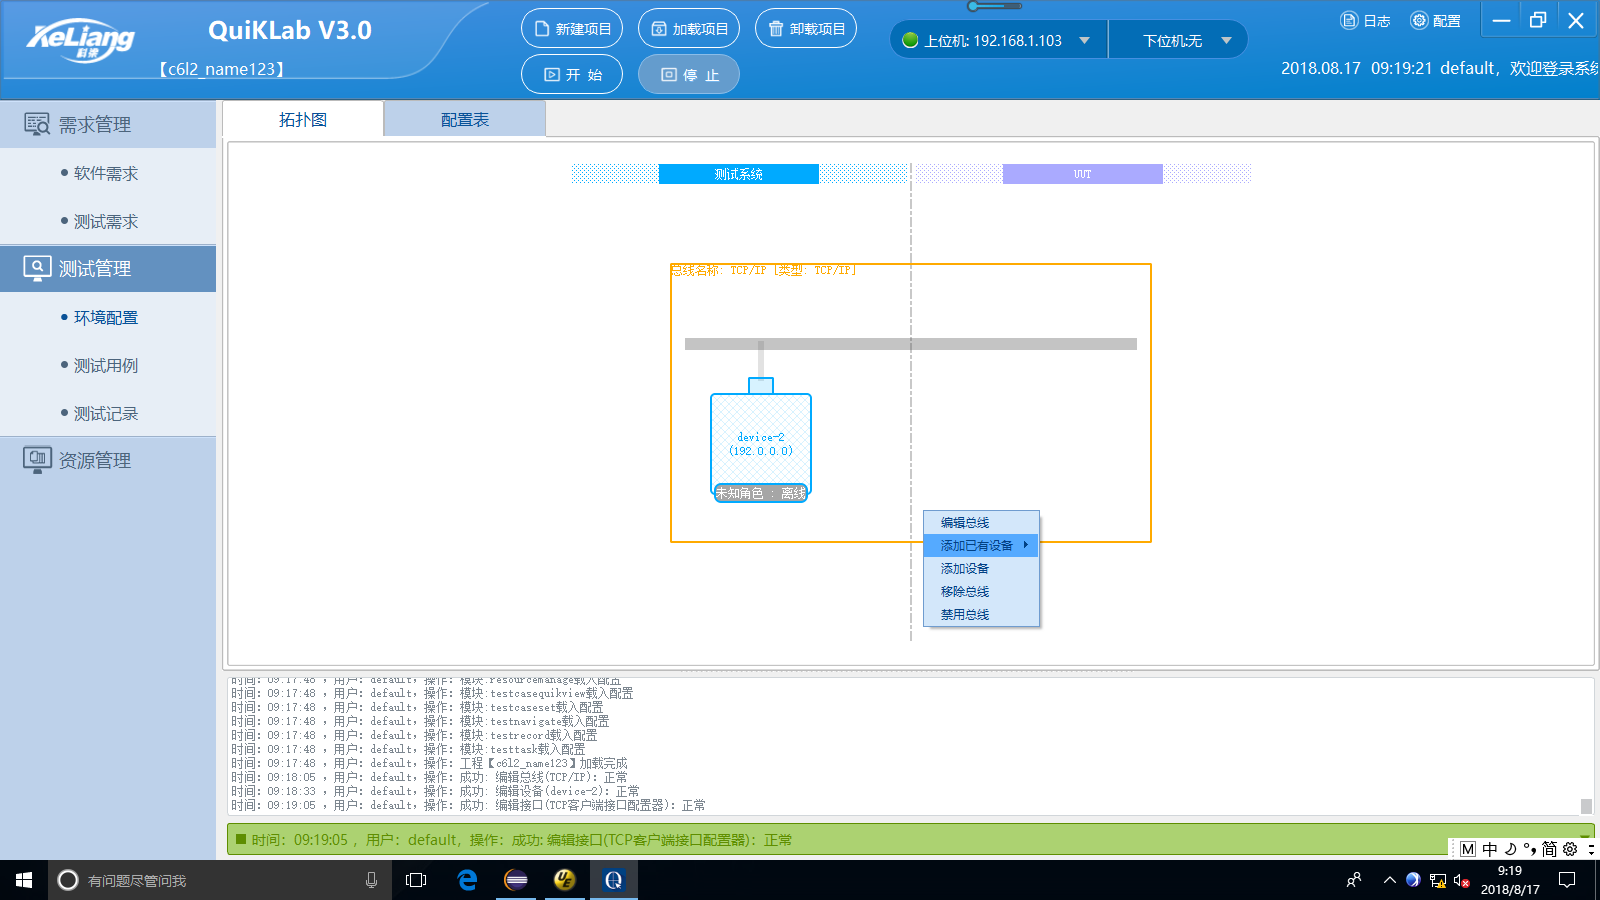 KeLiang
科梁
QuiKLab V3.0
【c6l2_name123】
新建项目
加载项目
卸载项目
开 始
停 止
上位机: 192.168.1.103
下位机:无
日志
配置
2018.08.17 09:19:21 default，欢迎登录系统
需求管理
软件需求
测试需求
测试管理
环境配置
测试用例
测试记录
资源管理
拓扑图
配置表
测试系统
UUT
总线名称: TCP/IP [类型: TCP/IP]
device-2
(192.0.0.0)
未知角色 : 离线
编辑总线
添加已有设备
添加设备
移除总线
禁用总线
时间: 09:17:48 , 用户: default, 操作: 模块:resourcemanage载入配置
时间: 09:17:48 , 用户: default, 操作: 模块:testcasequikview载入配置
时间: 09:17:48 , 用户: default, 操作: 模块:testcaseset载入配置
时间: 09:17:48 , 用户: default, 操作: 模块:testnavigate载入配置
时间: 09:17:48 , 用户: default, 操作: 模块:testrecord载入配置
时间: 09:17:48 , 用户: default, 操作: 模块:testtask载入配置
时间: 09:17:48 , 用户: default, 操作: 工程【c6l2_name123】加载完成
时间: 09:18:05 , 用户: default, 操作: 成功: 编辑总线(TCP/IP): 正常
时间: 09:18:33 , 用户: default, 操作: 成功: 编辑设备(device-2): 正常
时间: 09:19:05 , 用户: default, 操作: 成功: 编辑接口(TCP客户端接口配置器): 正常
时间: 09:19:05 , 用户: default, 操作: 成功: 编辑接口(TCP客户端接口配置器): 正常
M 中 简
有问题尽管问我
9:19
2018/8/17